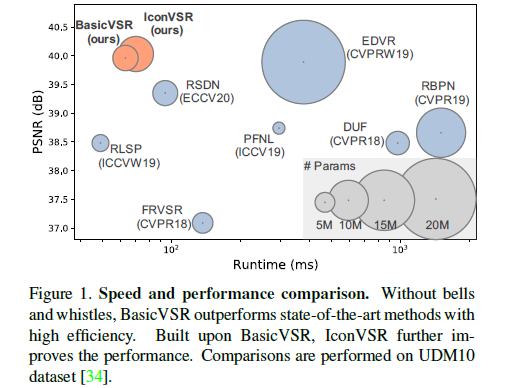 PSNR (dB)
40.5
40.0
39.5
39.0
38.5
38.0
37.5
37.0
BasicVSR
(ours)
IconVSR
(ours)
EDVR
(CVPRW19)
RSDN
(ECCV20)
RBPN
(CVPR19)
RLSP
(ICCVW19)
PFNL
(ICCV19)
DUF
(CVPR18)
FRVSR
(CVPR18)
# Params
5M 10M 15M 20M
10²
10³
Runtime (ms)
Figure 1. Speed and performance comparison. Without bells
and whistles, BasicVSR outperforms state-of-the-art methods with
high efficiency. Built upon BasicVSR, IconVSR further im-
proves the performance. Comparisons are performed on UDM10
dataset [34].